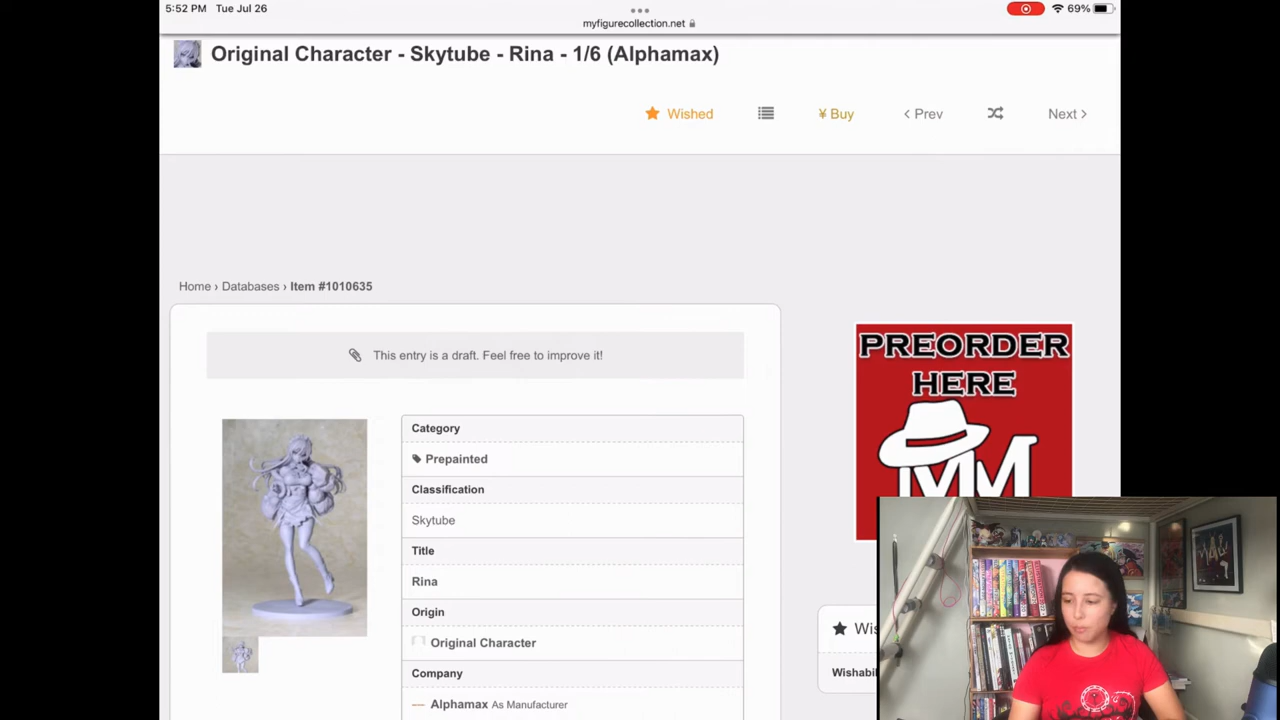 5:52 PM Tue Jul 26
69%
myfigurecollection.net
Original Character - Skytube - Rina - 1/6 (Alphamax)
Wished
¥ Buy
< Prev
Next >
Home › Databases › Item #1010635
This entry is a draft. Feel free to improve it!
PREORDER
HERE
Category
Prepainted
Classification
Skytube
Title
Rina
Origin
Original Character
Company
Alphamax As Manufacturer
Wis
Wishabil